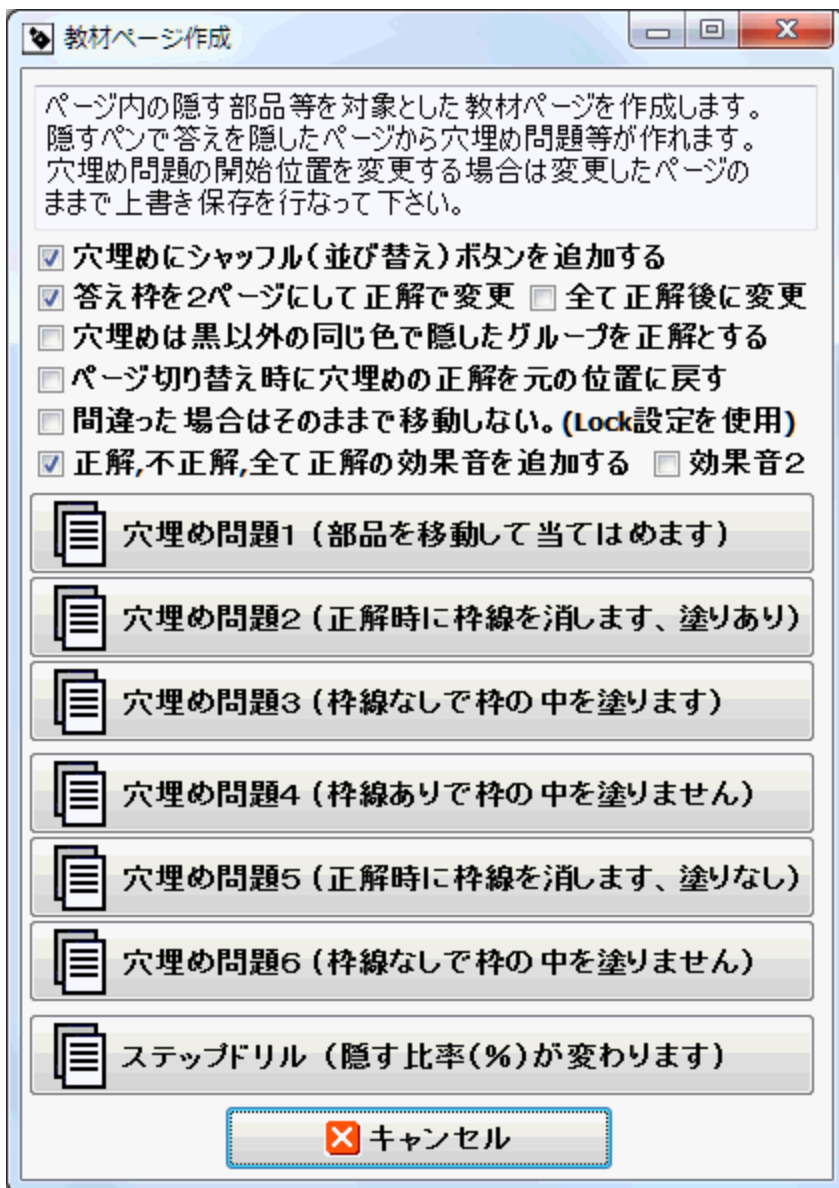 教材ページ作成
ページ内の隠す部品等を対象とした教材ページを作成します。
隠すペンで答えを隠したページから穴埋め問題等が作れます。
穴埋め問題の開始位置を変更する場合は変更したページの
ままで上書き保存を行なって下さい。
穴埋めにシャッフル(並び替え)ボタンを追加する
答え枠を2ページにして正解で変更 全て正解後に変更
穴埋めは黒以外の同じ色で隠したグループを正解とする
ページ切り替え時に穴埋めの正解を元の位置に戻す
間違った場合はそのままで移動しない。(Lock設定を使用)
正解,不正解,全て正解の効果音を追加する 効果音2
穴埋め問題1(部品を移動して当てはめます)
穴埋め問題2(正解時に枠線を消します、塗りあり)
穴埋め問題3(枠線なしで枠の中を塗ります)
穴埋め問題4(枠線ありで枠の中を塗りません)
穴埋め問題5(正解時に枠線を消します、塗りなし)
穴埋め問題6(枠線なしで枠の中を塗りません)
ステップドリル(隠す比率(%)が変わります)
キャンセル